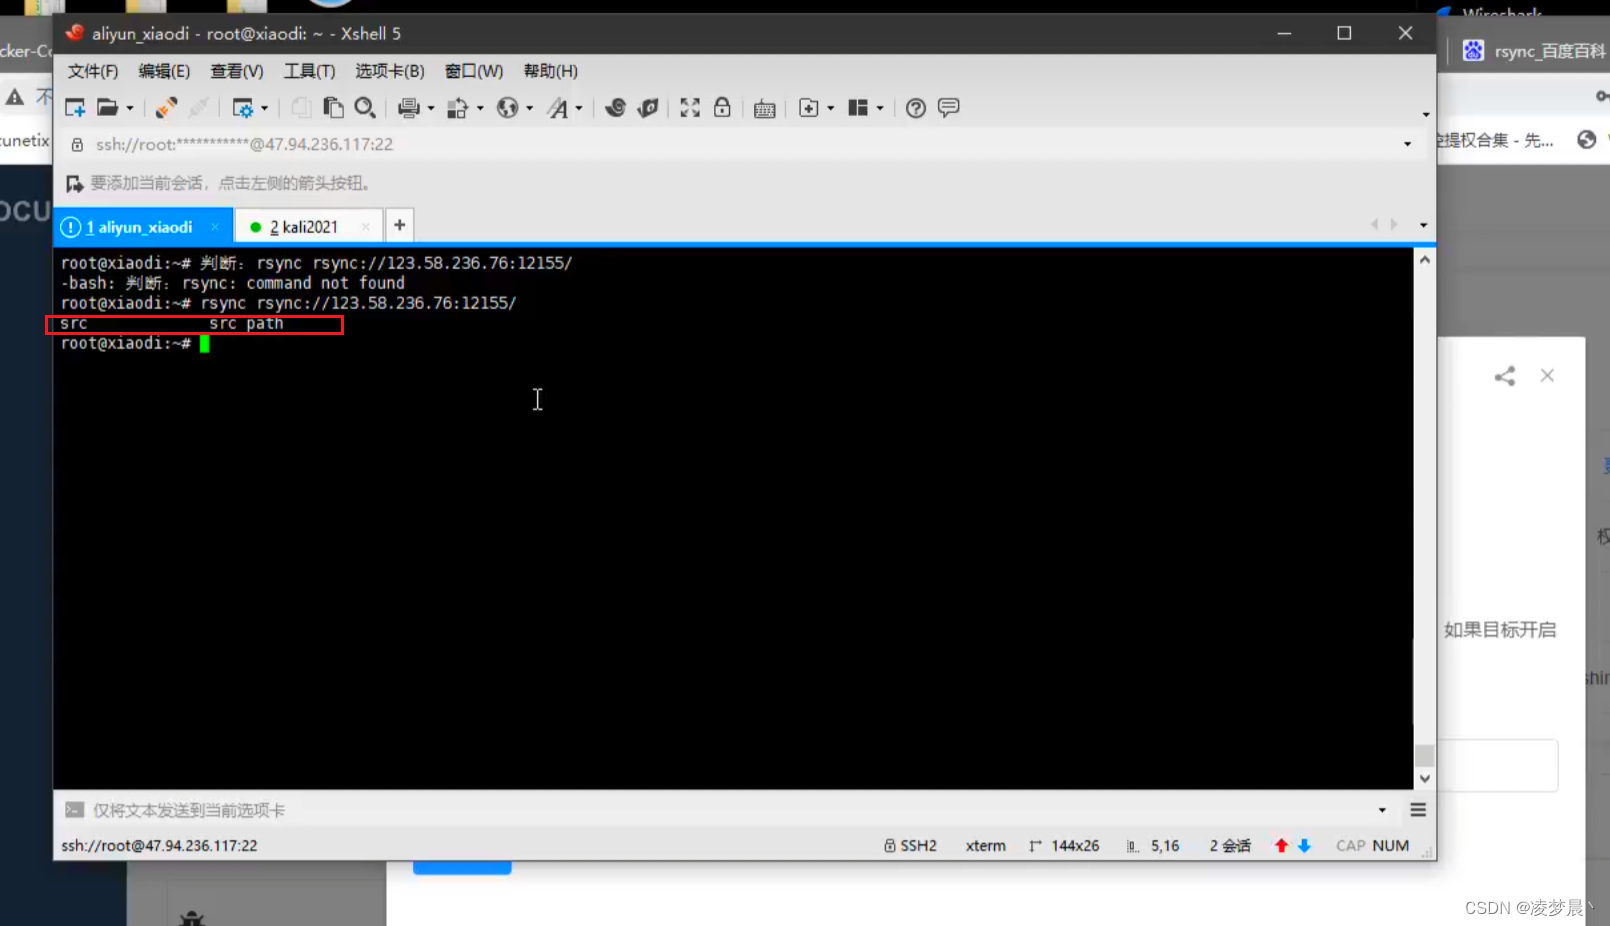 Wireshark
cker-Co
aliyun_xiaodi - root@xiaodi: ~ - Xshell 5
rsync_百度百科
文件(F) 编辑(E) 查看(V) 工具(T) 选项卡(B) 窗口(W) 帮助(H)
不
cunetix
ssh://root:***********@47.94.236.117:22
提权合集 - 先...
要添加当前会话，点击左侧的箭头按钮。
OCU
1 aliyun_xiaodi
2 kali2021
root@xiaodi:~# 判断：rsync rsync://123.58.236.76:12155/
-bash: 判断：rsync: command not found
root@xiaodi:~# rsync rsync://123.58.236.76:12155/
src src path
root@xiaodi:~#
权
如果目标开启
shin
仅将文本发送到当前选项卡
ssh://root@47.94.236.117:22 SSH2 xterm 144x26 5,16 2 会话 CAP NUM
CSDN @凌梦晨丶